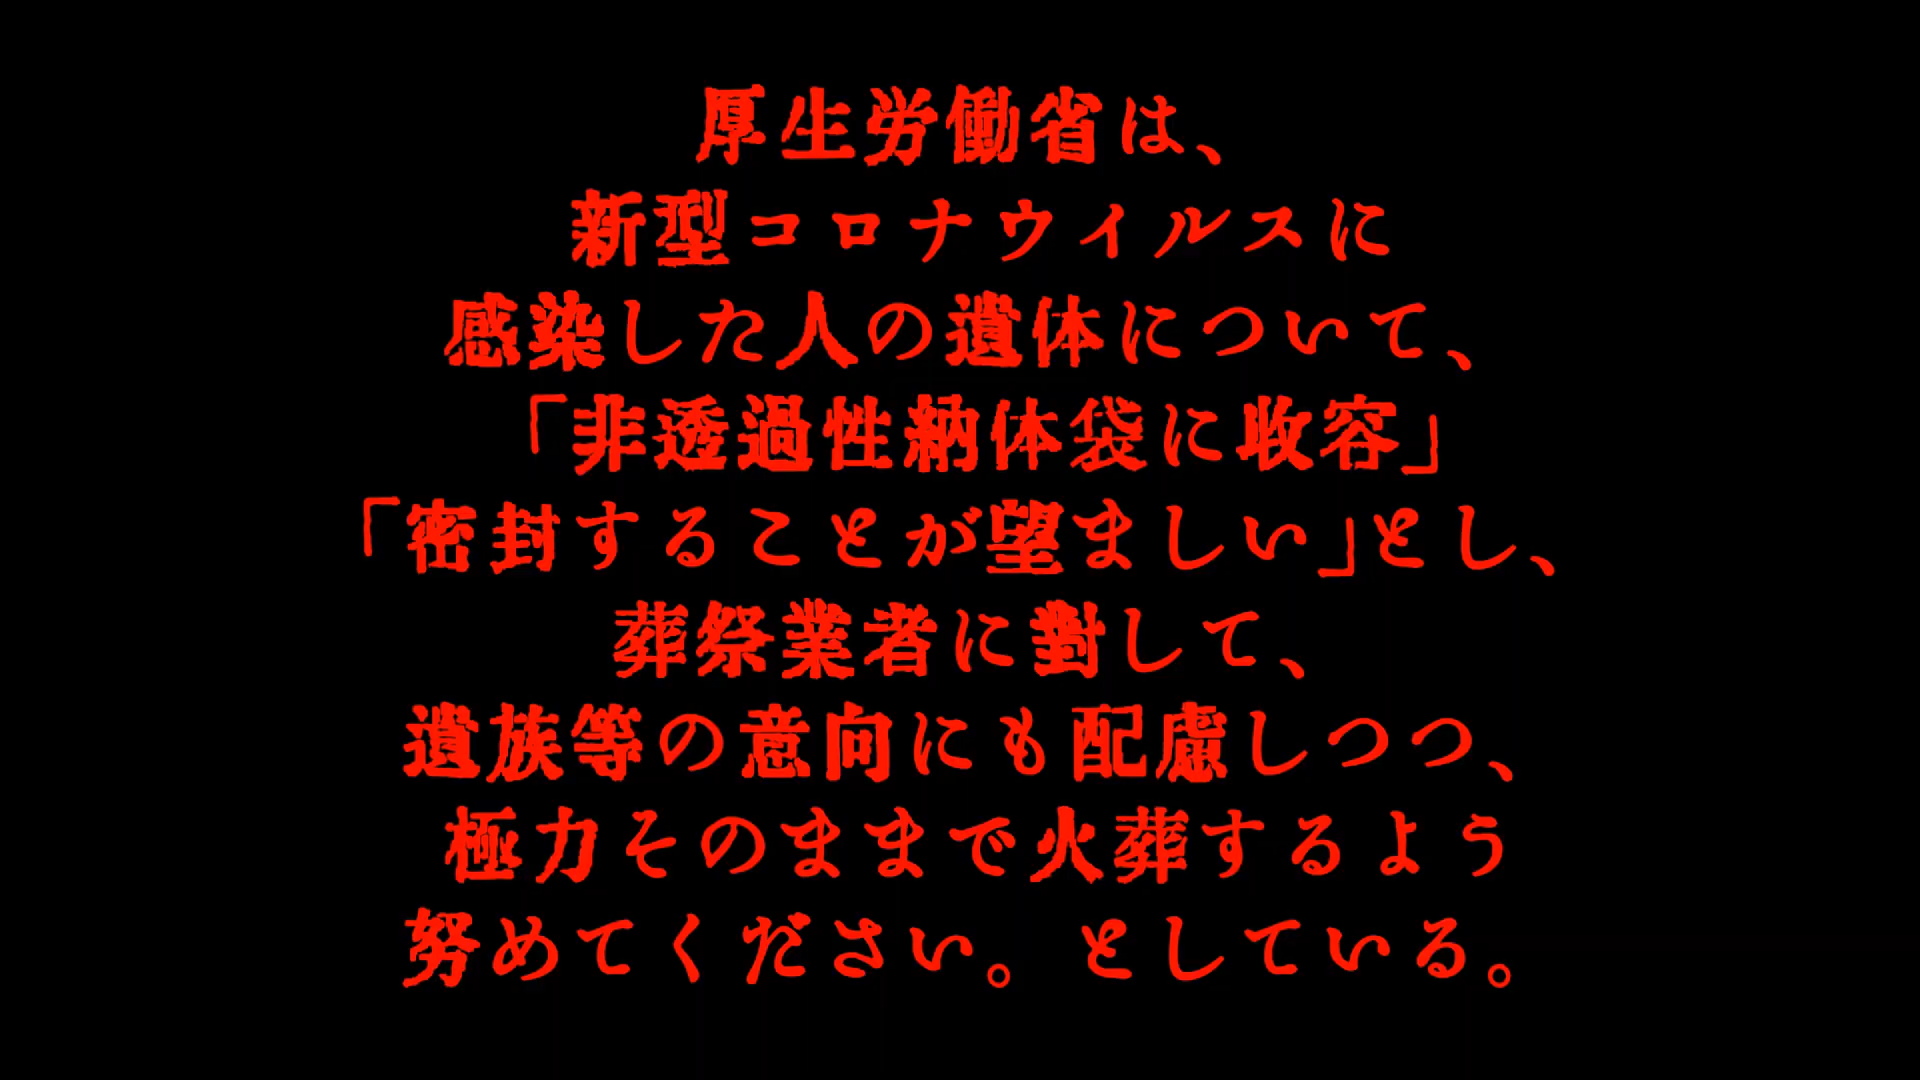 厚生労働省は、
新型コロナウイルスに
感染した人の遺体について、
「非透過性納体袋に収容」
「密封することが望ましい」とし、
葬祭業者に對して、
遺族等の意向にも配慮しつつ、
極力そのままで火葬するよう
努めてください。としている。